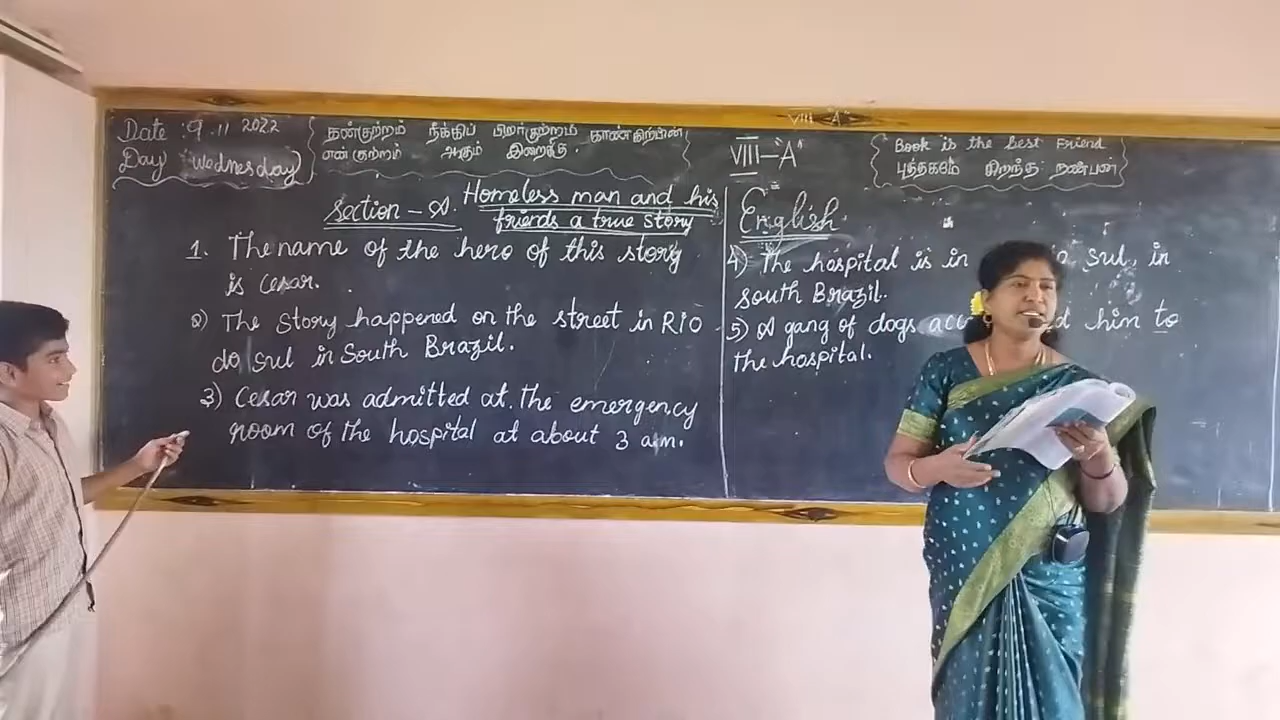 VIII "A"
Date : 9.11 2022
Day : Wednesday
தன்குற்றம் நீக்கிப் பிறர்குற்றம் காண்கிற்பின்
என் குற்றம் ஆகும் இறைக்கு.
VIII-"A"
Book is the best Friend
புத்தகம் சிறந்த நண்பன்
Section - A. Homeless man and his
friends a true story
1. The name of the hero of this story
is Cesar.
2) The Story happened on the street in Rio
do sul in South Brazil.
3) Cesar was admitted at the emergency
room of the hospital at about 3 a.m.
English
4) The hospital is in sul, in
South Brazil.
5) A gang of dogs him to
the hospital.